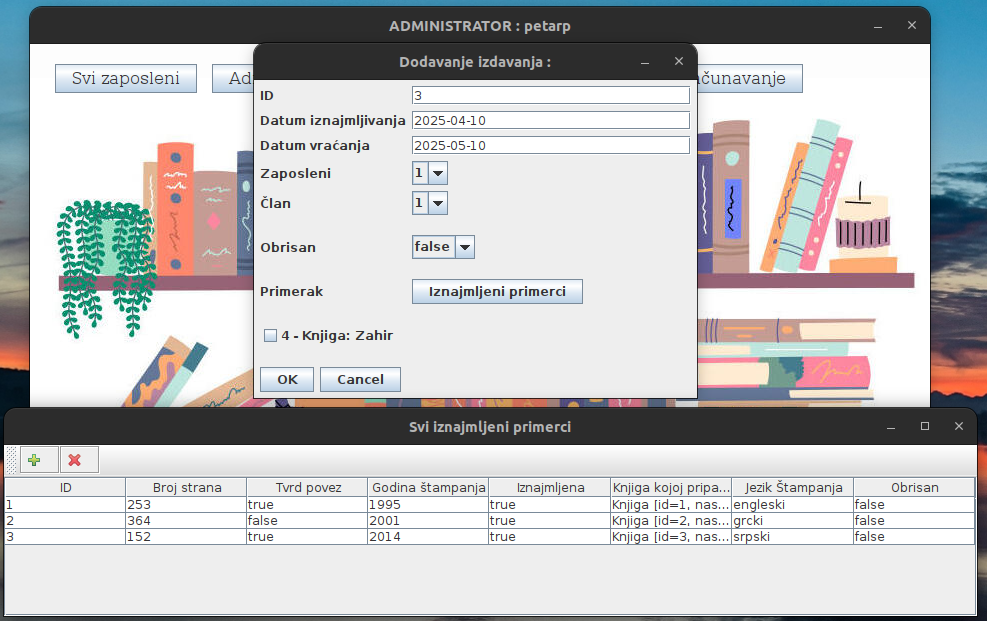 ADMINISTRATOR : petarp
Svi zaposleni
Dodavanje izdavanja :
ID 3
Datum iznajmljivanja 2025-04-10
Datum vraćanja 2025-05-10
Zaposleni 1
Član 1
Obrisan false
Primerak Iznajmljeni primerci
4 - Knjiga: Zahir
OK Cancel
Svi iznajmljeni primerci
ID Broj strana Tvrd povez Godina štampanja Iznajmljena Knjiga kojoj pripa... Jezik Štampanja Obrisan
1 253 true 1995 true Knjiga [id=1, nas... engleski false
2 364 false 2001 true Knjiga [id=2, nas... grcki false
3 152 true 2014 true Knjiga [id=3, nas... srpski false